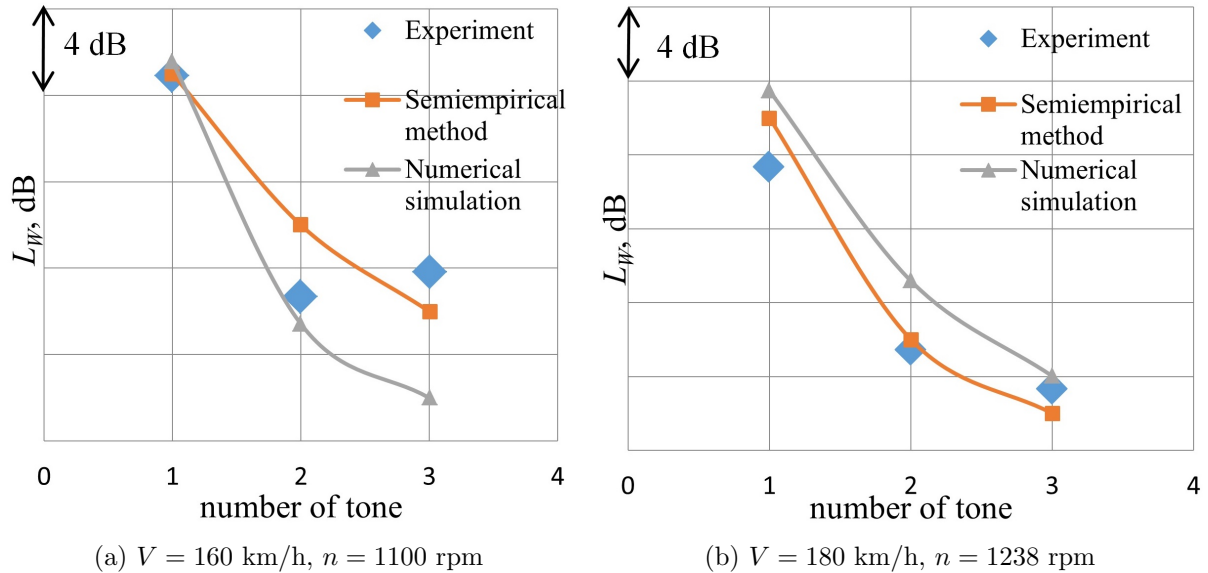 4 dB
Experiment
Semiempirical
method
Numerical
simulation
L_W, dB
0 1 2 3 4
number of tone
(a) V = 160 km/h, n = 1100 rpm
4 dB
Experiment
Semiempirical
method
Numerical
simulation
L_W, dB
0 1 2 3 4
number of tone
(b) V = 180 km/h, n = 1238 rpm